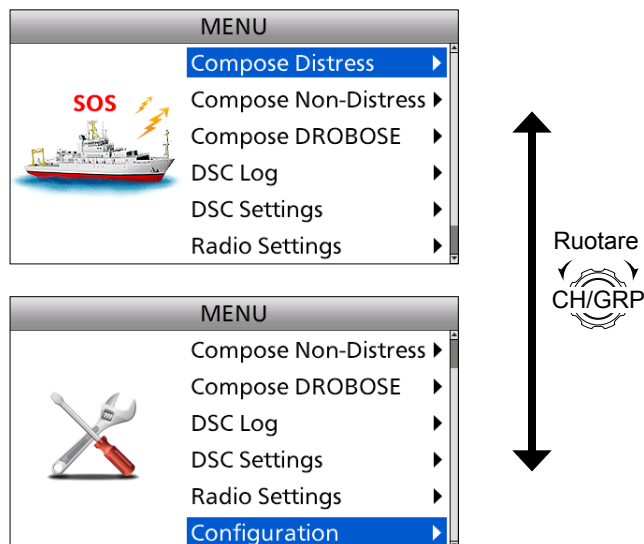 MENU
Compose Distress
SOS
Compose Non-Distress
Compose DROBOSE
DSC Log
DSC Settings
Radio Settings
Ruotare
CH/GRP
MENU
Compose Non-Distress
Compose DROBOSE
DSC Log
DSC Settings
Radio Settings
Configuration